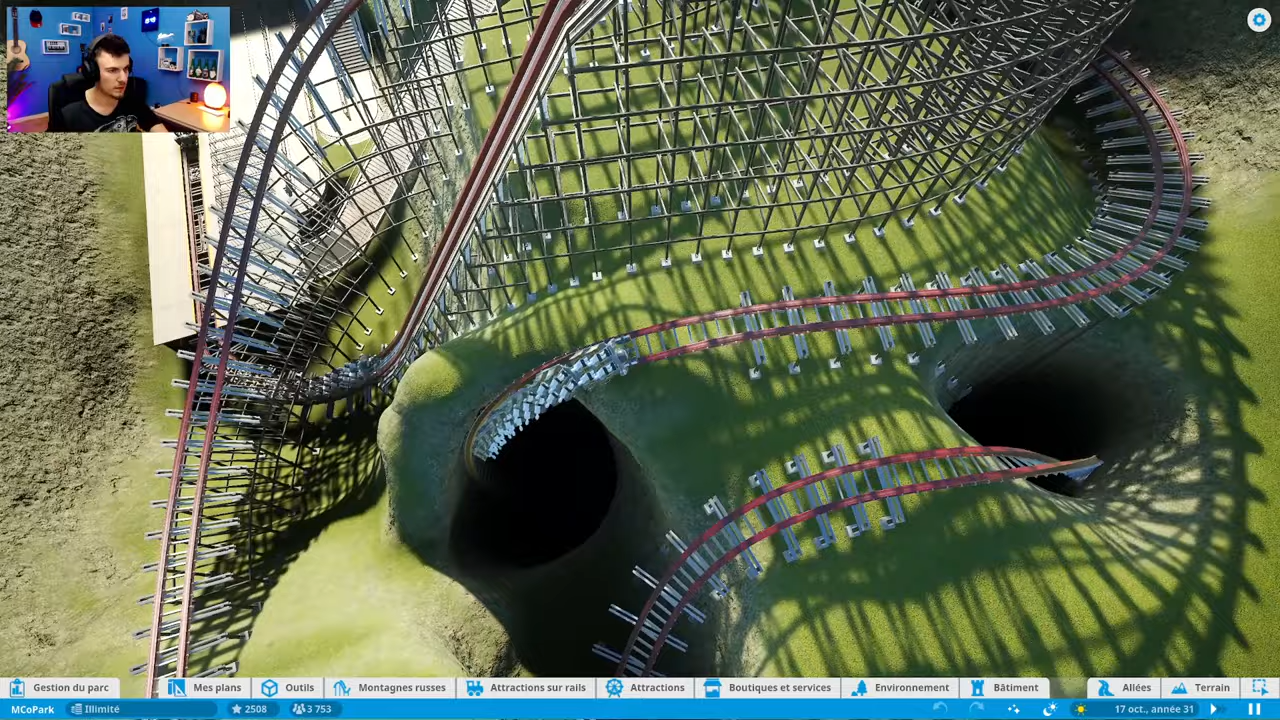 Gestion du parc
Mes plans
Outils
Montagnes russes
Attractions sur rails
Attractions
Boutiques et services
Environnement
Bâtiment
Allées
Terrain
MCoPark
Illimité
2508
3 753
17 oct., année 31